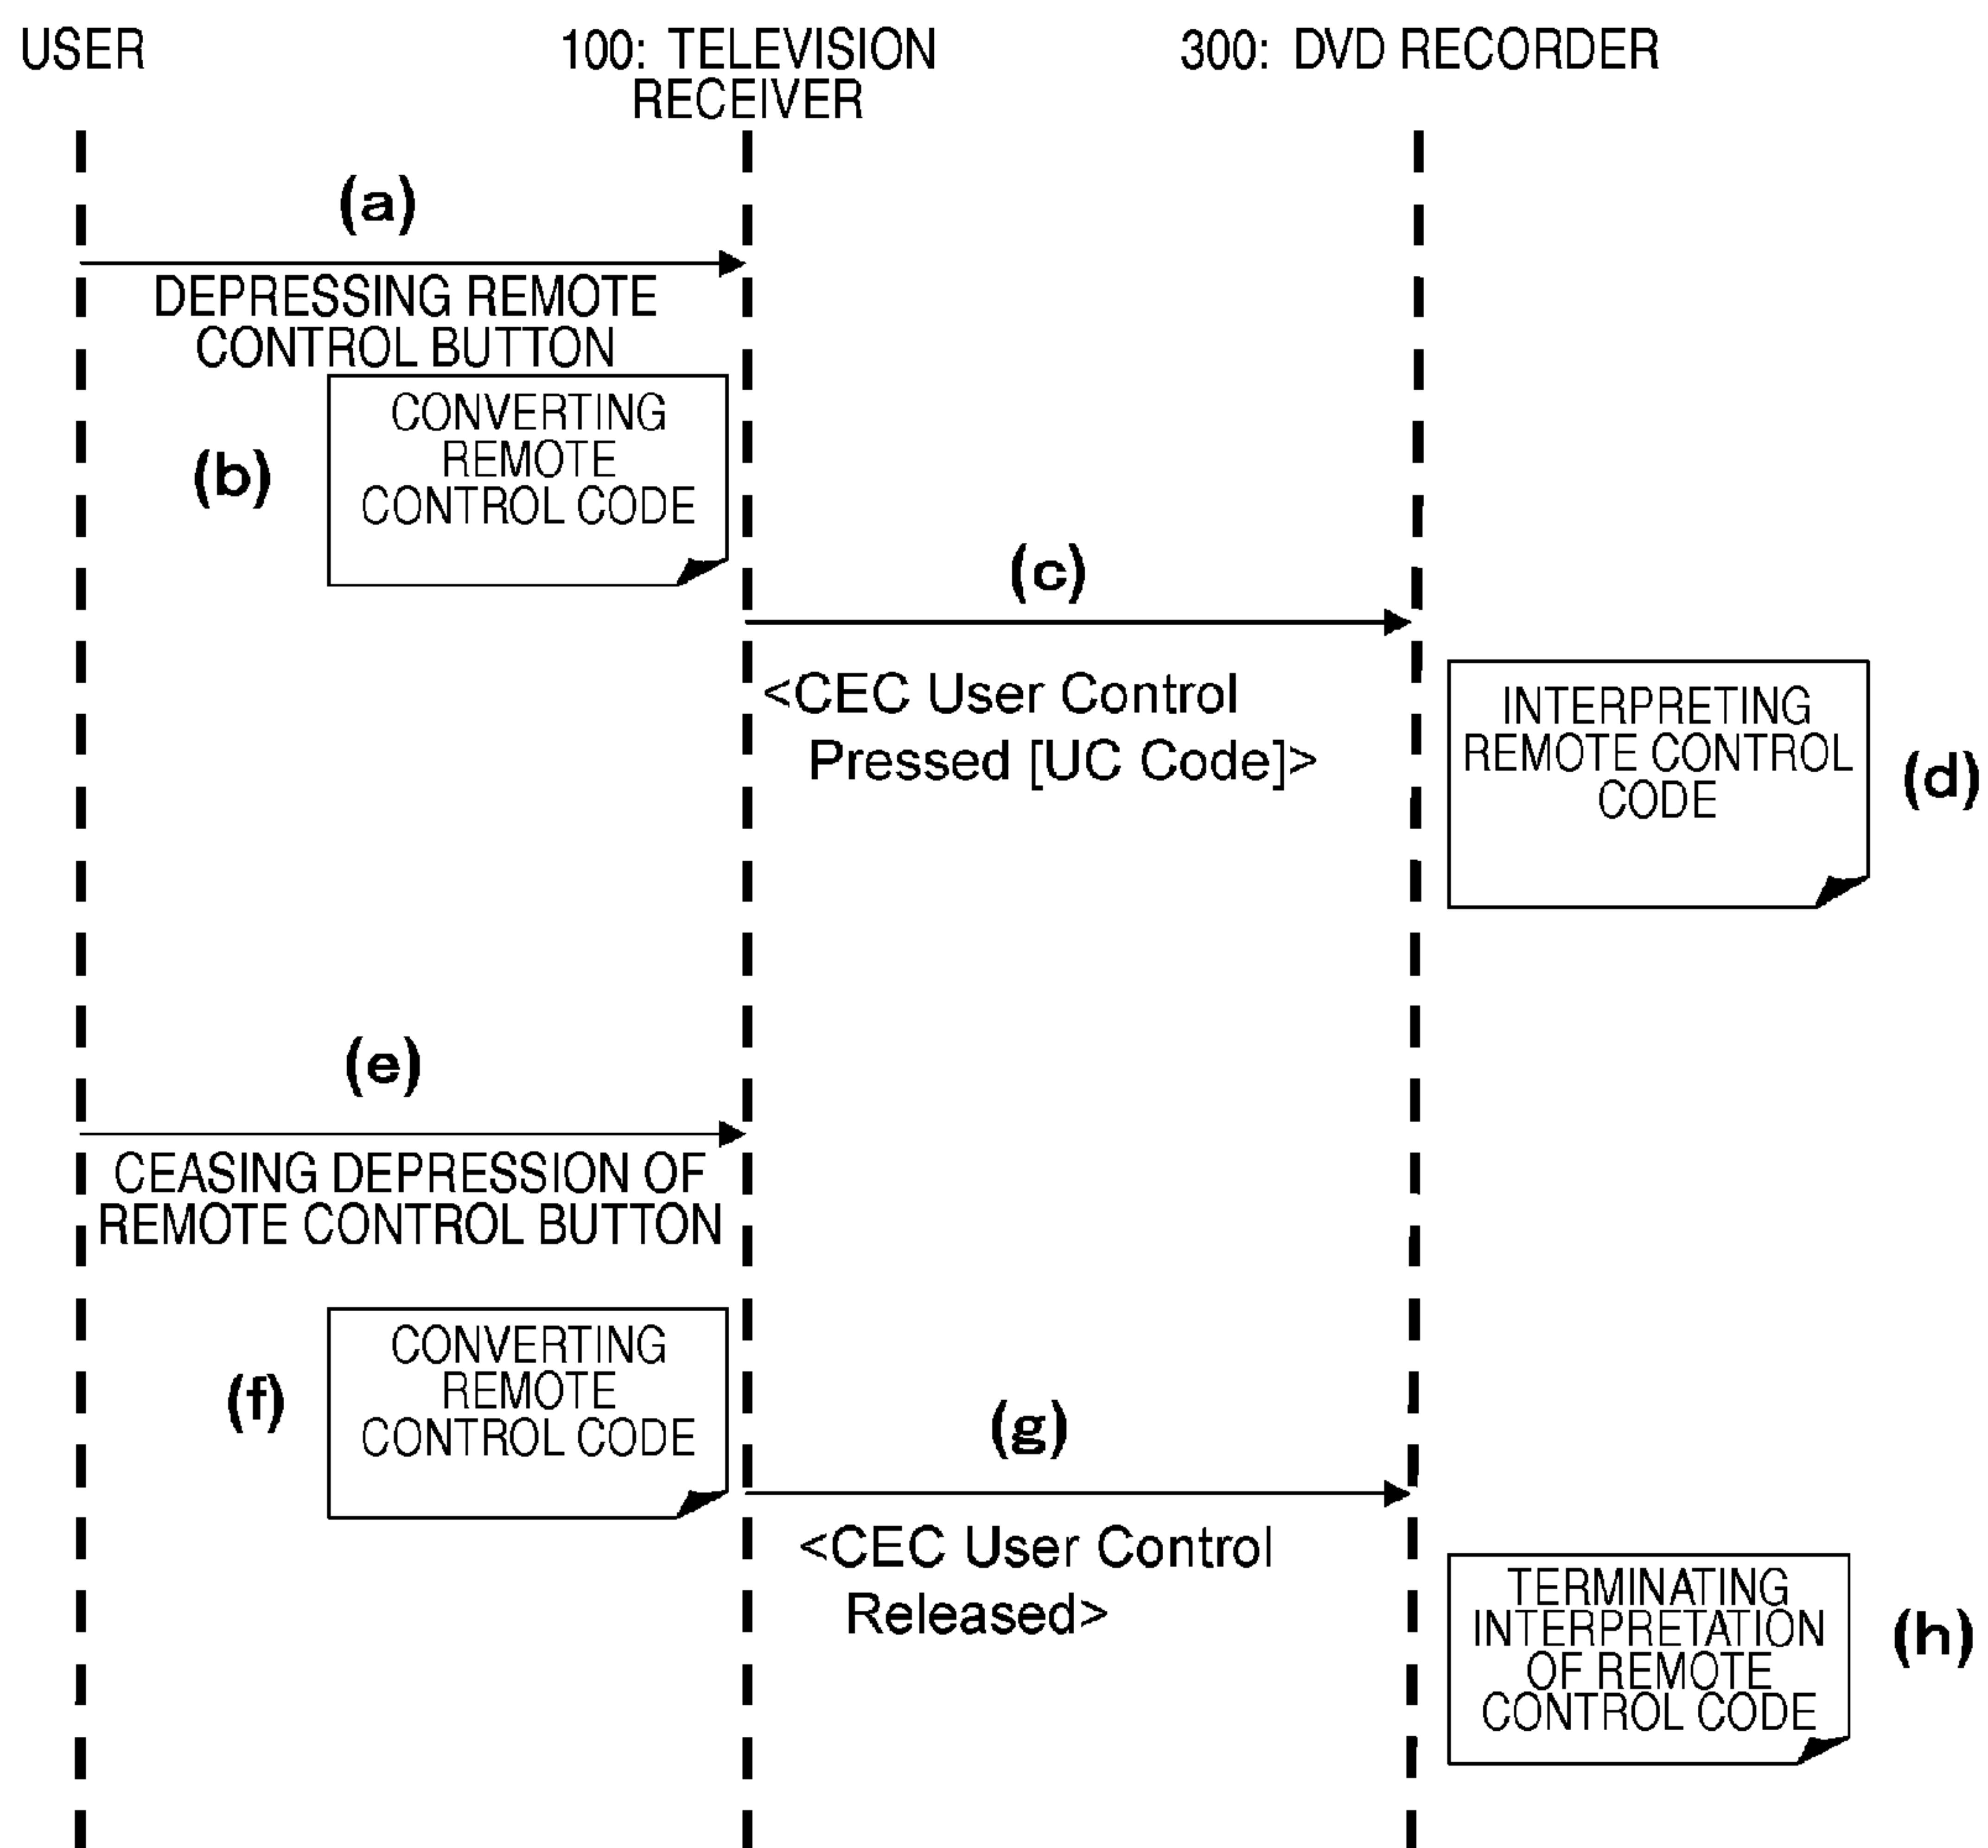 USER
100: TELEVISION
RECEIVER
300: DVD RECORDER
(a)
DEPRESSING REMOTE
CONTROL BUTTON
(b)
CONVERTING
REMOTE
CONTROL CODE
(c)
<CEC User Control
Pressed [UC Code]>
INTERPRETING
REMOTE CONTROL
CODE
(d)
(e)
CEASING DEPRESSION OF
REMOTE CONTROL BUTTON
(f)
CONVERTING
REMOTE
CONTROL CODE
(g)
<CEC User Control
Released>
TERMINATING
INTERPRETATION
OF REMOTE
CONTROL CODE
(h)